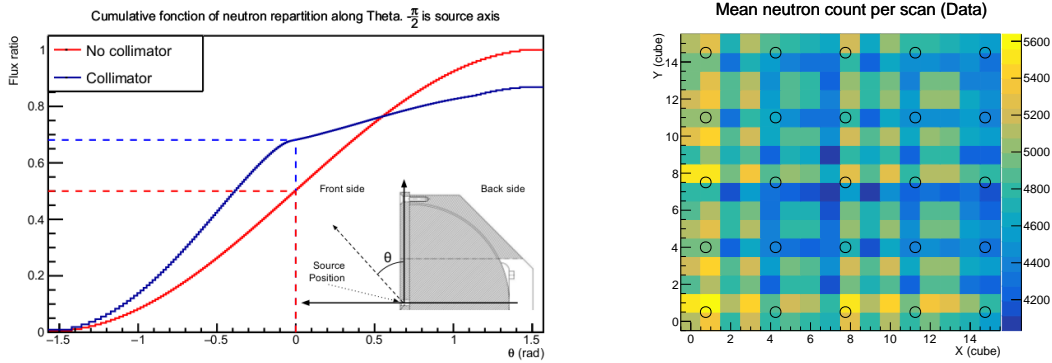 Cumulative fonction of neutron repartition along Theta. -π/2 is source axis
Flux ratio
No collimator
Collimator
1
0.8
0.6
0.4
0.2
0
Front side
Back side
θ
Source
Position
−1.5 −1 −0.5 0 0.5 1 1.5
θ (rad)
Mean neutron count per scan (Data)
Y (cube)
14
12
10
8
6
4
2
0
0 2 4 6 8 10 12 14
X (cube)
5600
5400
5200
5000
4800
4600
4400
4200